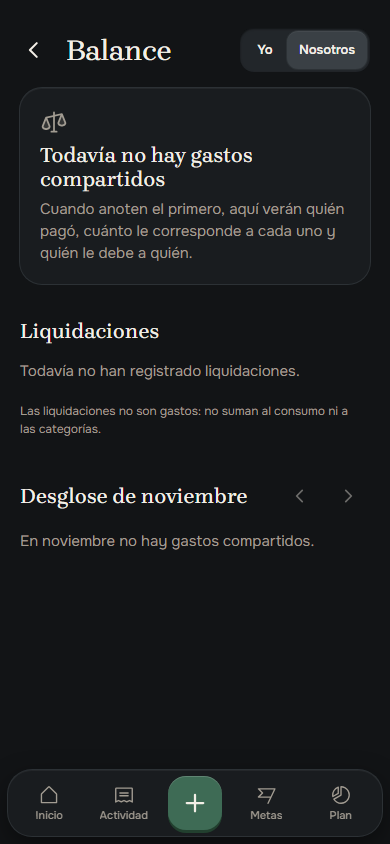 Balance
Yo
Nosotros
Todavía no hay gastos
compartidos
Cuando anoten el primero, aquí verán quién
pagó, cuánto le corresponde a cada uno y
quién le debe a quién.
Liquidaciones
Todavía no han registrado liquidaciones.
Las liquidaciones no son gastos: no suman al consumo ni a
las categorías.
Desglose de noviembre
En noviembre no hay gastos compartidos.
Inicio
Actividad
Metas
Plan